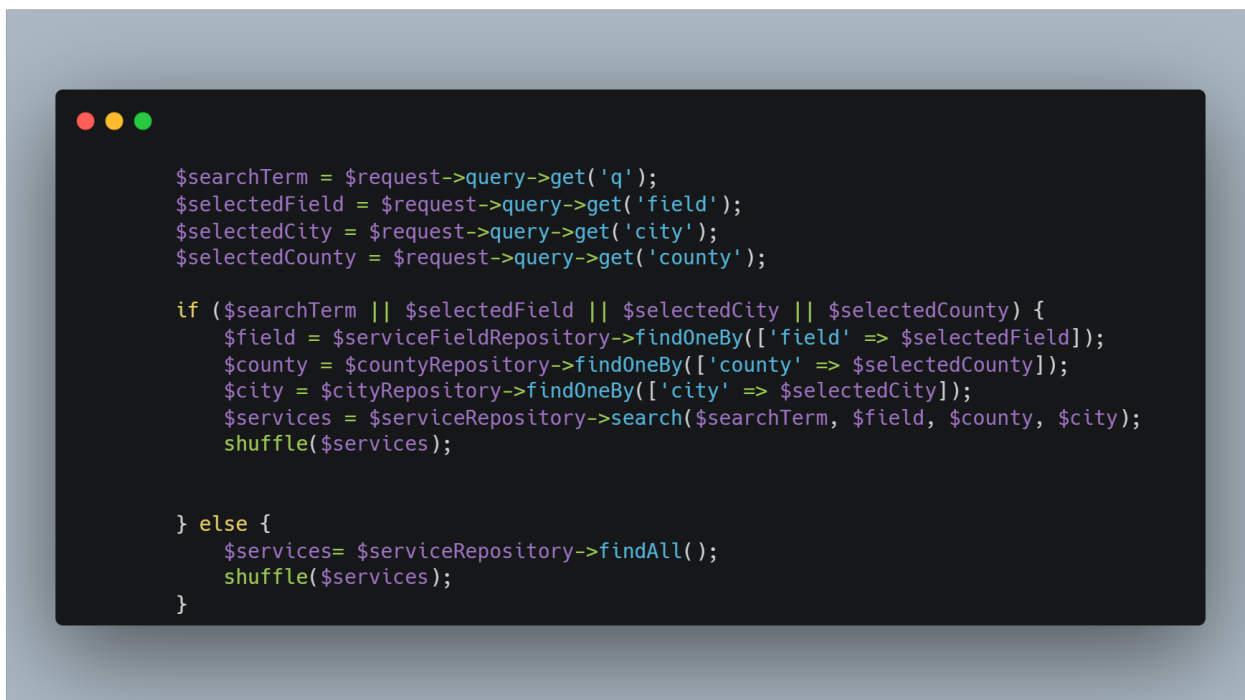 $searchTerm = $request->query->get('q');
$selectedField = $request->query->get('field');
$selectedCity = $request->query->get('city');
$selectedCounty = $request->query->get('county');
if ($searchTerm || $selectedField || $selectedCity || $selectedCounty) {
$field = $serviceFieldRepository->findOneBy(['field' => $selectedField]);
$county = $countyRepository->findOneBy(['county' => $selectedCounty]);
$city = $cityRepository->findOneBy(['city' => $selectedCity]);
$services = $serviceRepository->search($searchTerm, $field, $county, $city);
shuffle($services);
} else {
$services= $serviceRepository->findAll();
shuffle($services);
}